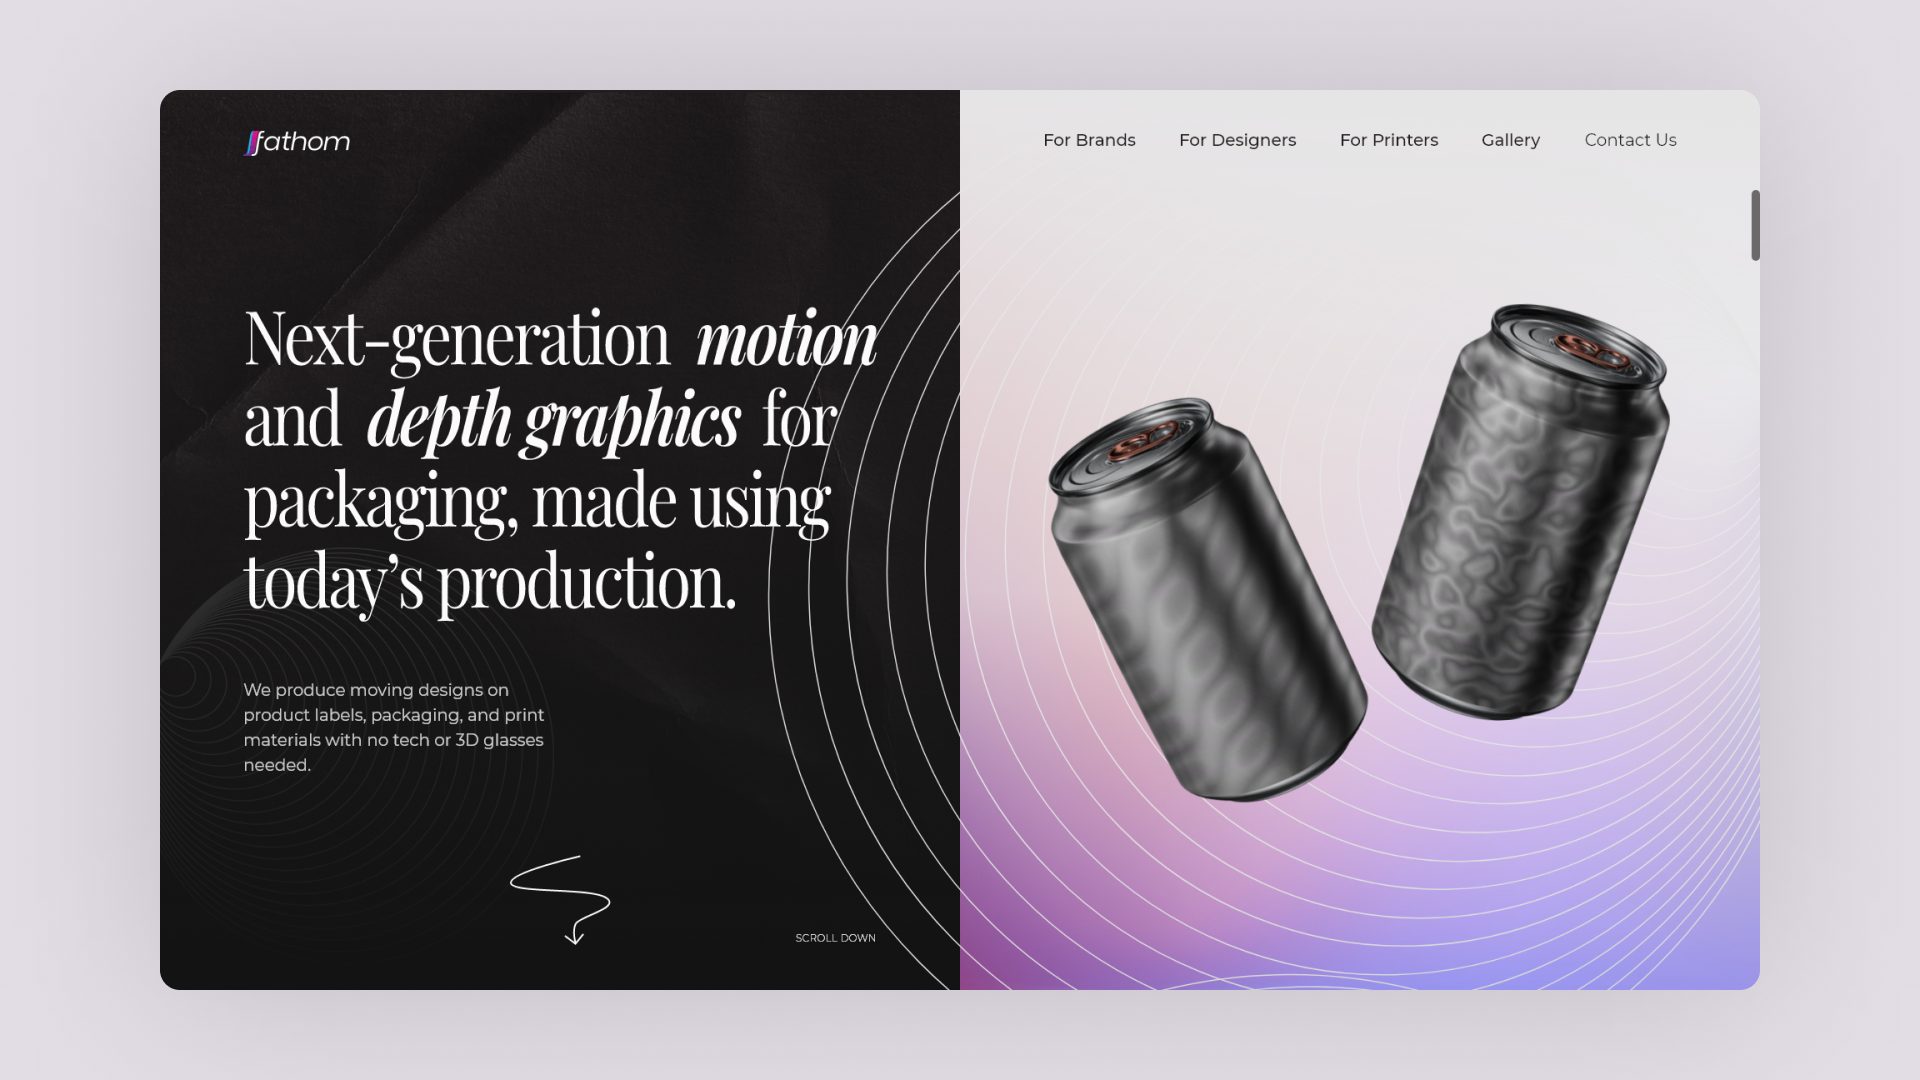 fathom
For Brands For Designers For Printers Gallery Contact Us
Next-generation motion
and depth graphics for
packaging, made using
today’s production.
We produce moving designs on
product labels, packaging, and print
materials with no tech or 3D glasses
needed.
SCROLL DOWN